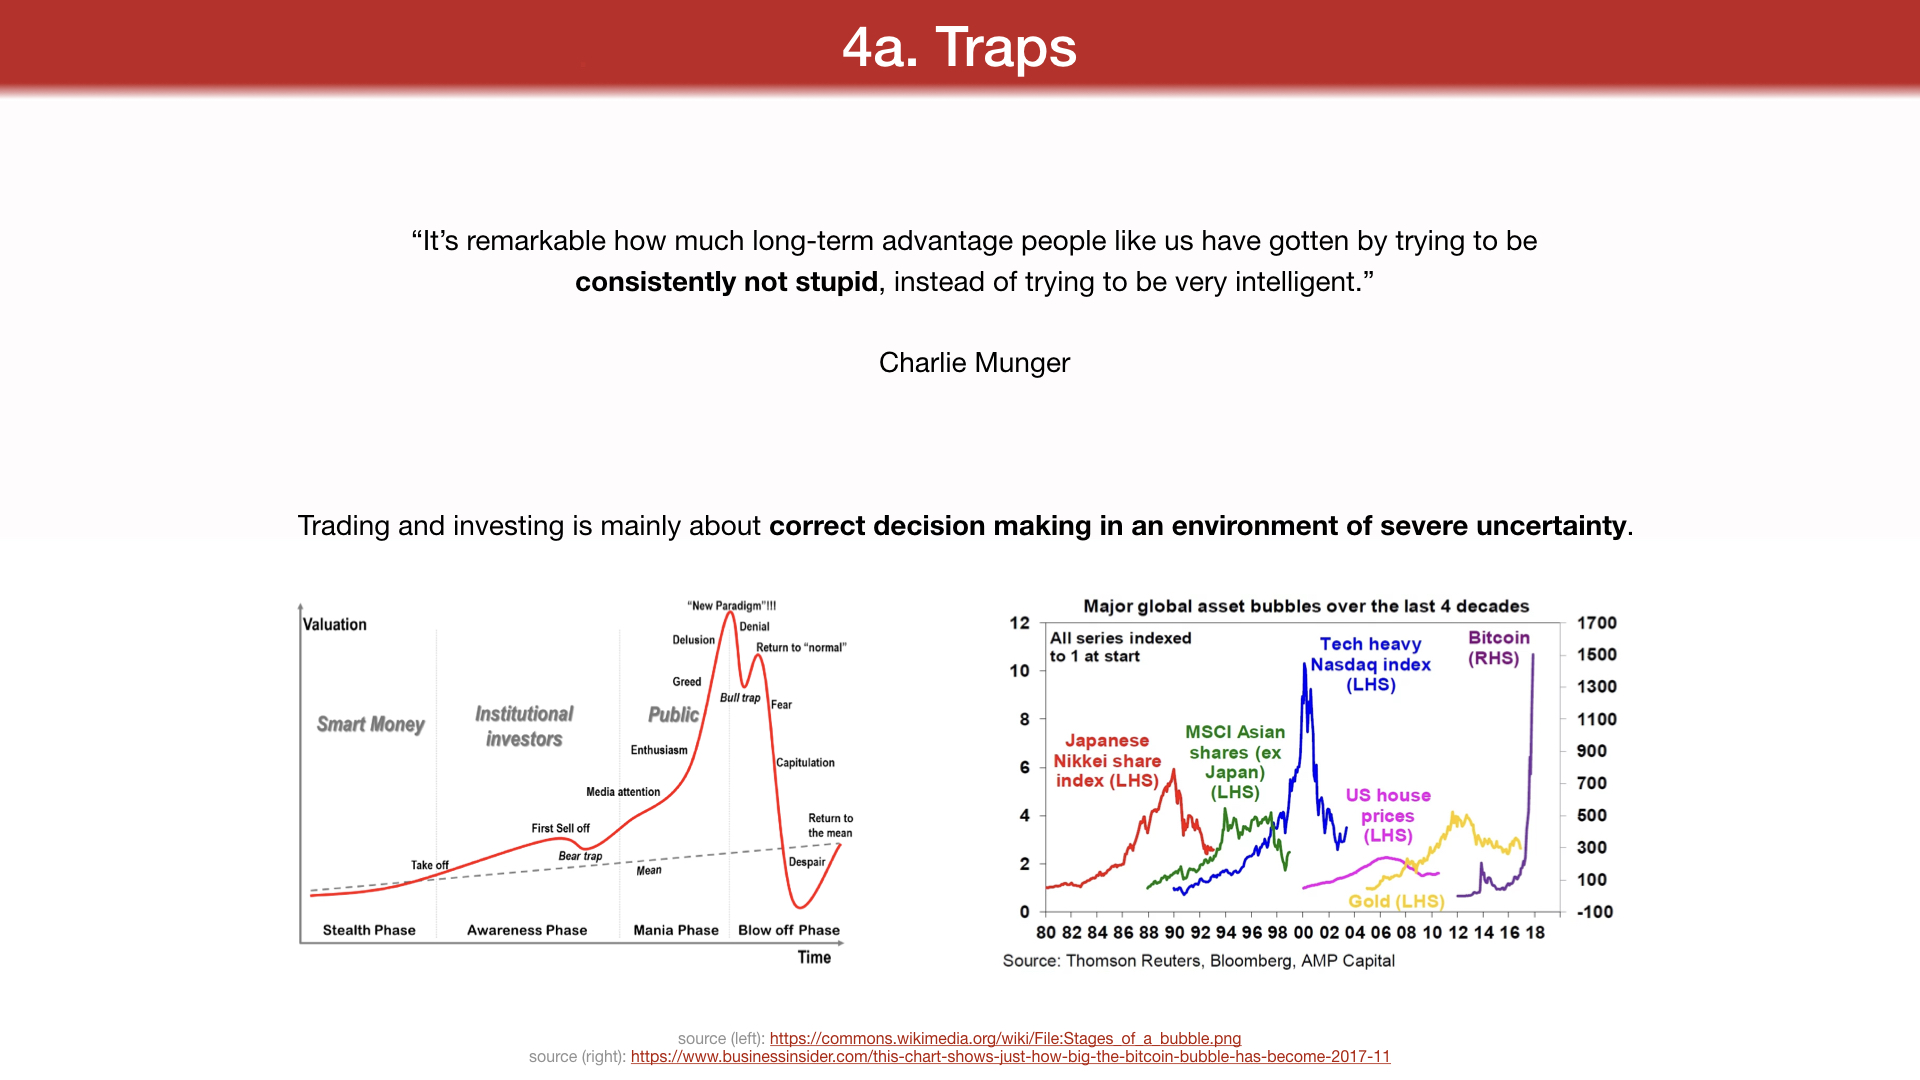 4a. Traps
“It’s remarkable how much long-term advantage people like us have gotten by trying to be
consistently not stupid, instead of trying to be very intelligent.”
Charlie Munger
Trading and investing is mainly about correct decision making in an environment of severe uncertainty.
Valuation
“New Paradigm”!!!
Denial
Delusion
Return to “normal”
Greed
Bull trap
Fear
Smart Money
Institutional
investors
Public
Enthusiasm
Capitulation
Media attention
First Sell off
Return to
the mean
Bear trap
Take off
Mean
Despair
Stealth Phase
Awareness Phase
Mania Phase
Blow off Phase
Time
Major global asset bubbles over the last 4 decades
All series indexed
to 1 at start
Japanese
Nikkei share
index (LHS)
MSCI Asian
shares (ex
Japan)
(LHS)
Tech heavy
Nasdaq index
(LHS)
US house
prices
(LHS)
Gold (LHS)
Bitcoin
(RHS)
12
10
8
6
4
2
0
1700
1500
1300
1100
900
700
500
300
100
-100
80 82 84 86 88 90 92 94 96 98 00 02 04 06 08 10 12 14 16 18
Source: Thomson Reuters, Bloomberg, AMP Capital
source (left): https://commons.wikimedia.org/wiki/File:Stages_of_a_bubble.png
source (right): https://www.businessinsider.com/this-chart-shows-just-how-big-the-bitcoin-bubble-has-become-2017-11